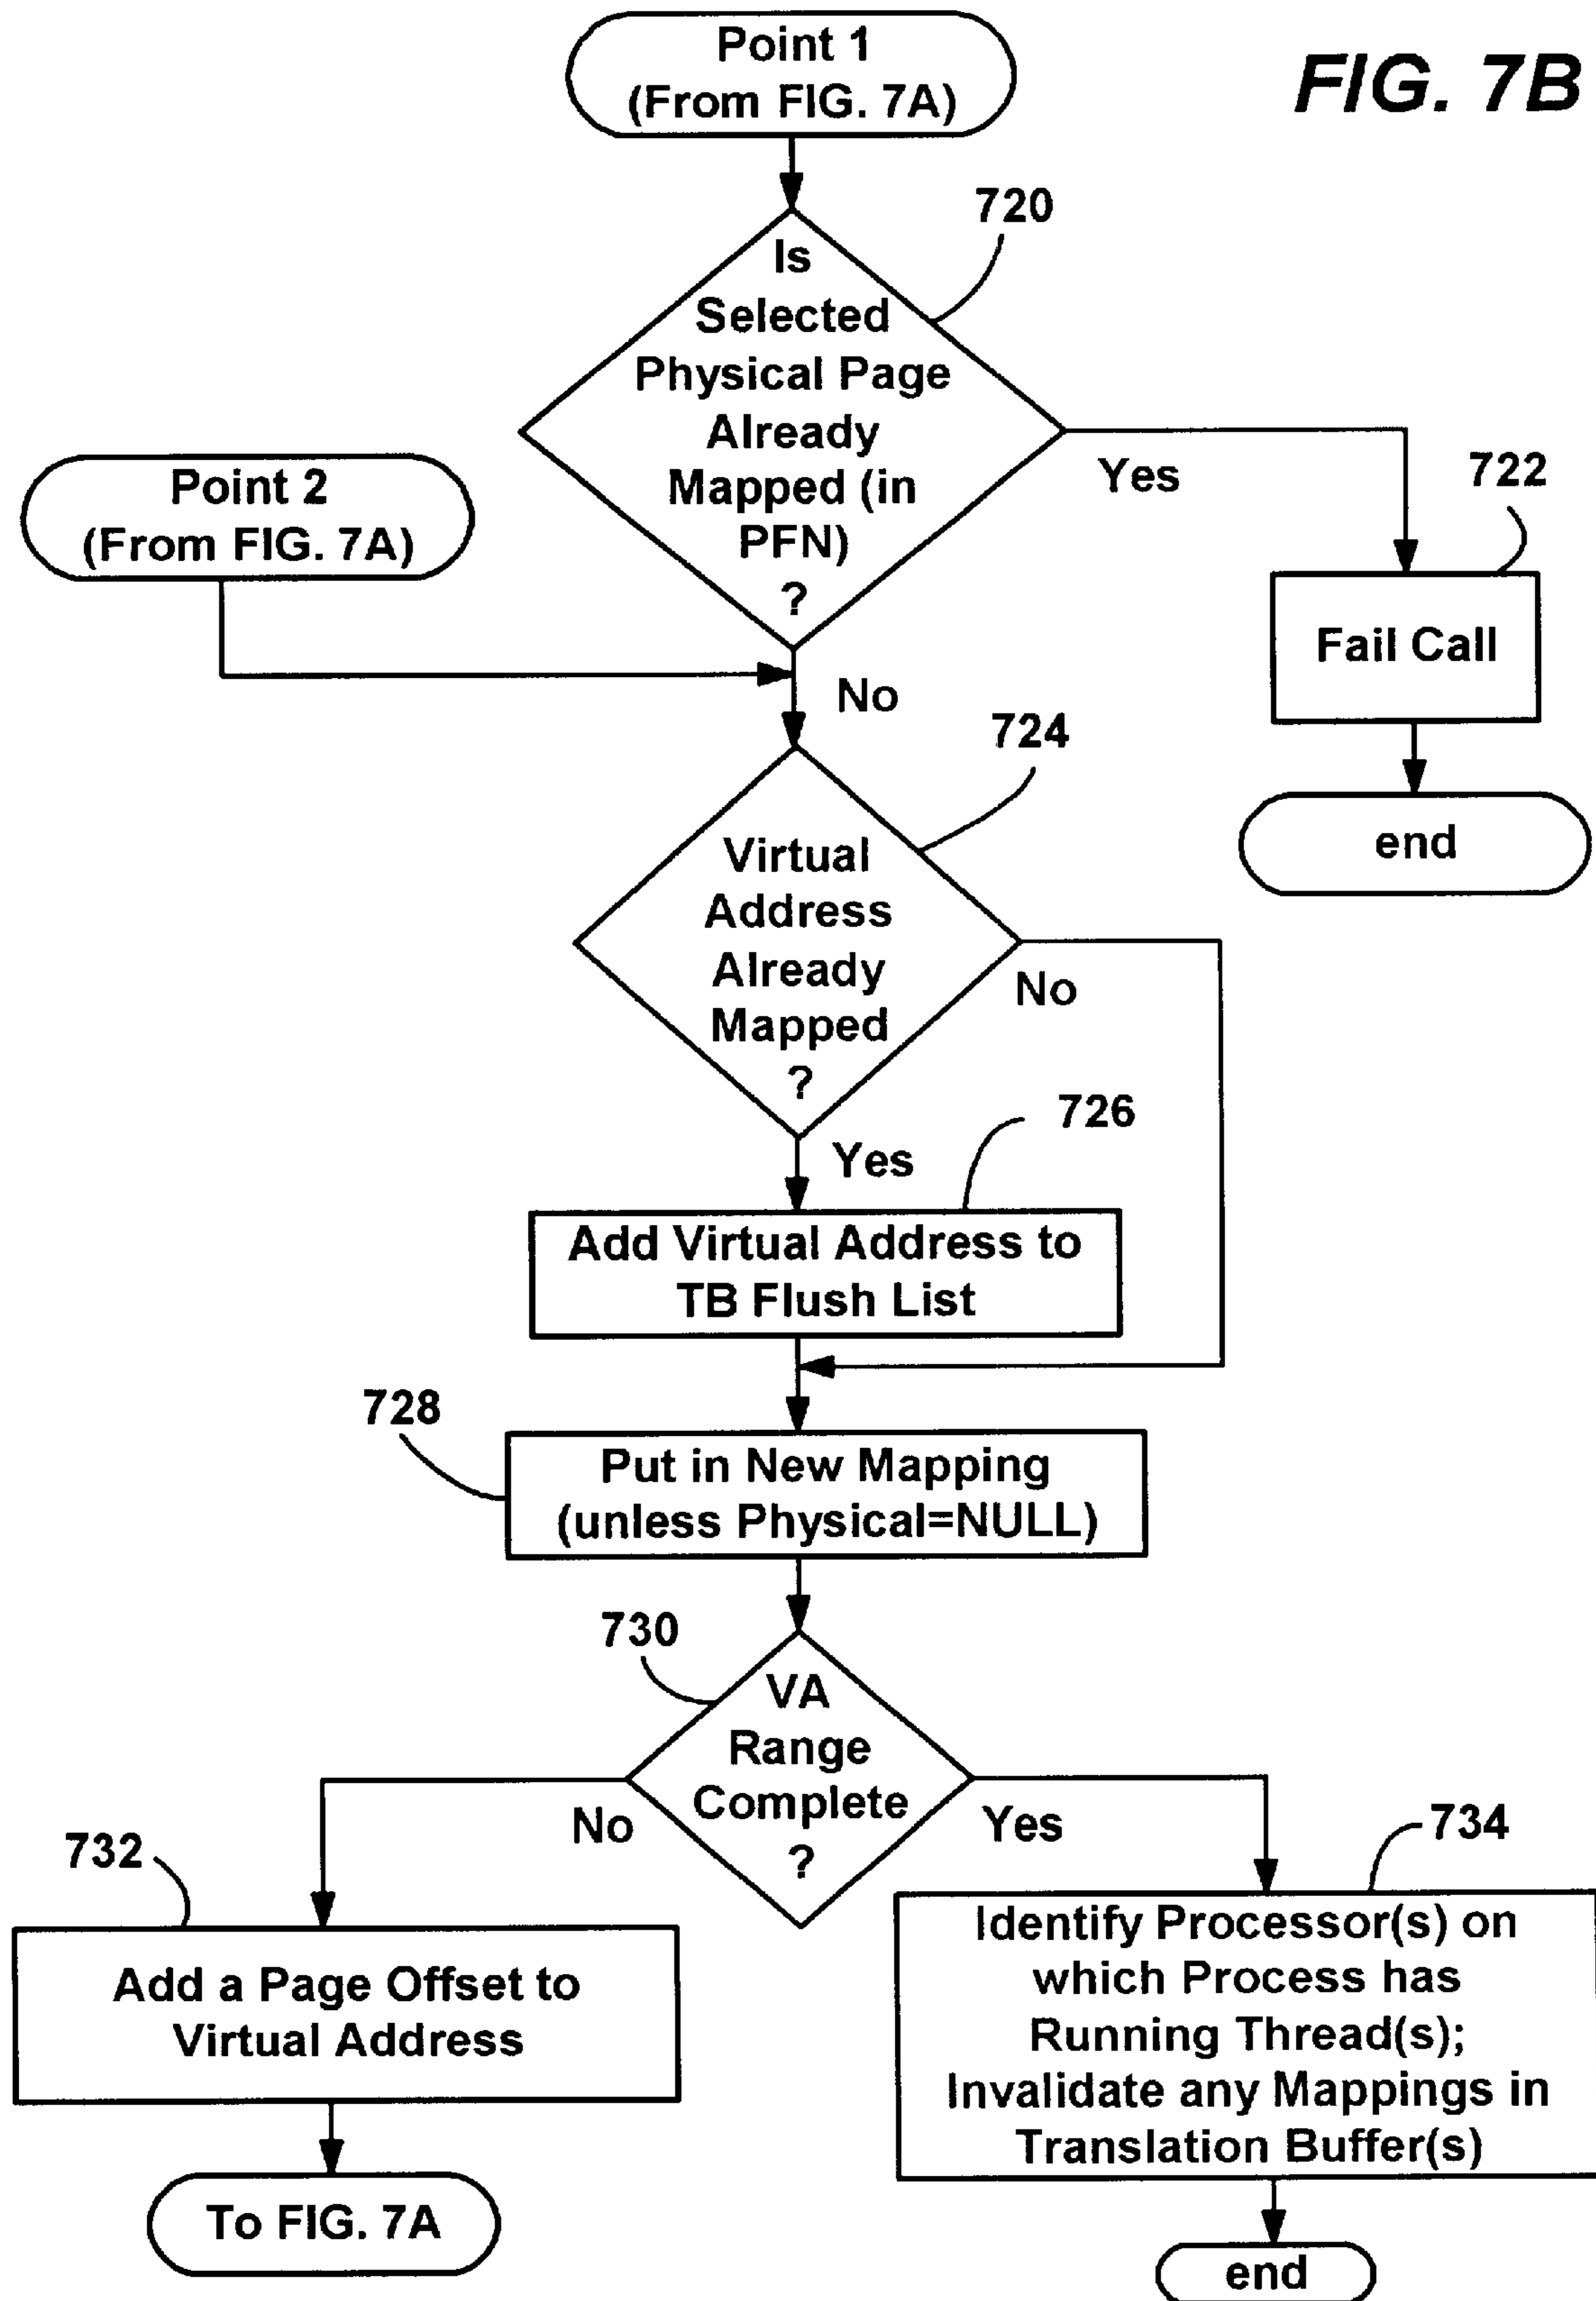 Point 1
(From FIG. 7A)
FIG. 7B
720
Is
Selected
Physical Page
Already
Mapped (in
PFN)
?
Yes
722
Point 2
(From FIG. 7A)
Fail Call
No
724
end
Virtual
Address
Already
Mapped
?
No
726
Yes
Add Virtual Address to
TB Flush List
728
Put in New Mapping
(unless Physical=NULL)
730
VA
Range
Complete
?
No
Yes
732
734
Add a Page Offset to
Virtual Address
Identify Processor(s) on
which Process has
Running Thread(s);
Invalidate any Mappings in
Translation Buffer(s)
To FIG. 7A
end